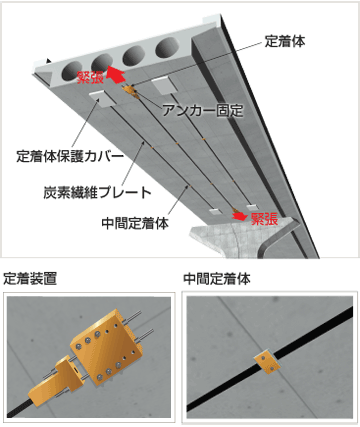 定着体
緊張
アンカー固定
定着体保護カバー
炭素繊維プレート
中間定着体
緊張
定着装置
中間定着体